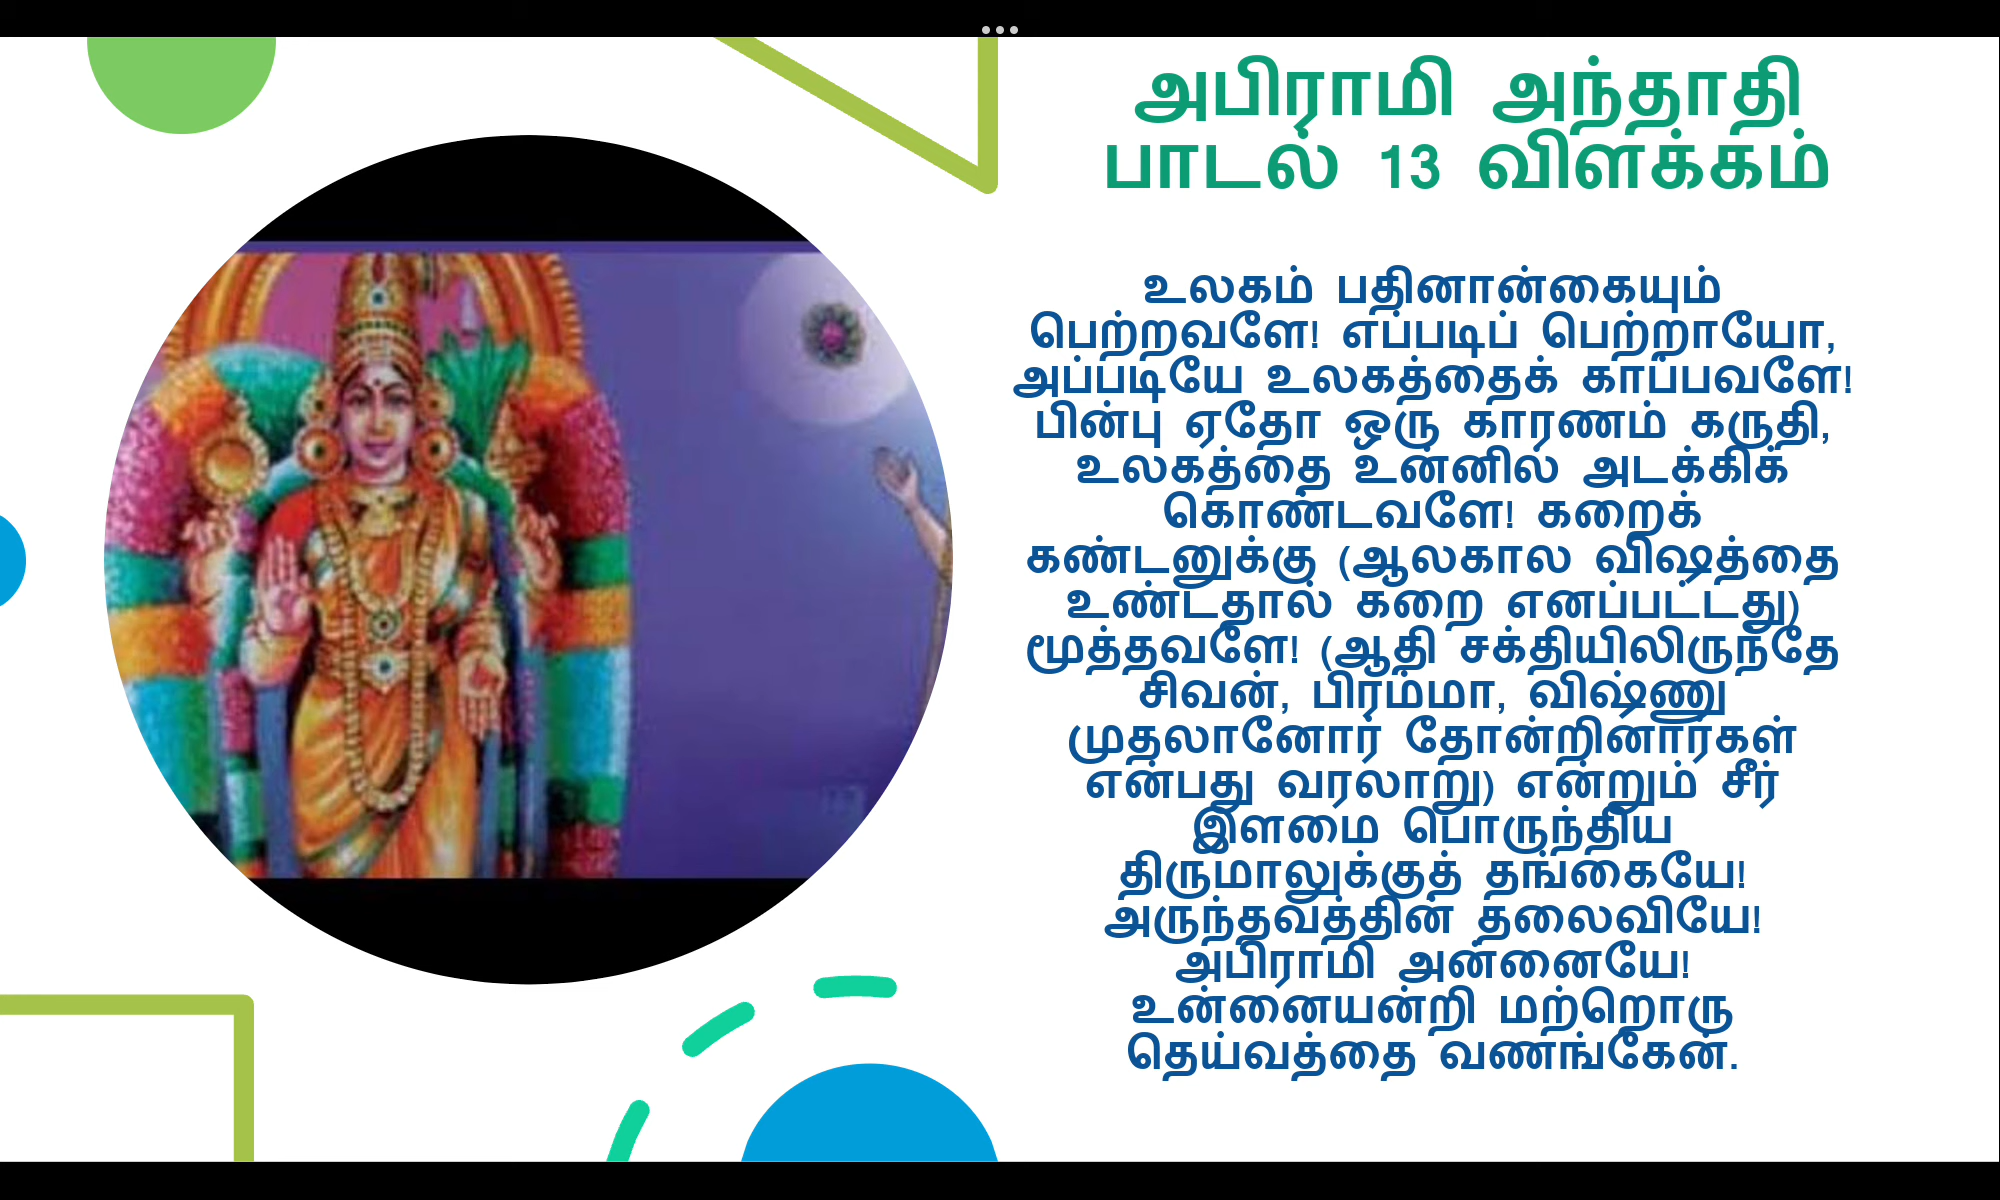 அபிராமி அந்தாதி
பாடல் 13 விளக்கம்
உலகம் பதினான்கையும்
பெற்றவளே! எப்படிப் பெற்றாயோ,
அப்படியே உலகத்தைக் காப்பவளே!
பின்பு ஏதோ ஒரு காரணம் கருதி,
உலகத்தை உன்னில் அடக்கிக்
கொண்டவளே! கறைக்
கண்டனுக்கு (ஆலகால விஷத்தை
உண்டதால் கறை எனப்பட்டது)
மூத்தவளே! (ஆதி சக்தியிலிருந்தே
சிவன், பிரம்மா, விஷ்ணு
முதலானோர் தோன்றினார்கள்
என்பது வரலாறு) என்றும் சீர்
இளமை பொருந்திய
திருமாலுக்குத் தங்கையே!
அருந்தவத்தின் தலைவியே!
அபிராமி அன்னையே!
உன்னையன்றி மற்றொரு
தெய்வத்தை வணங்கேன்.